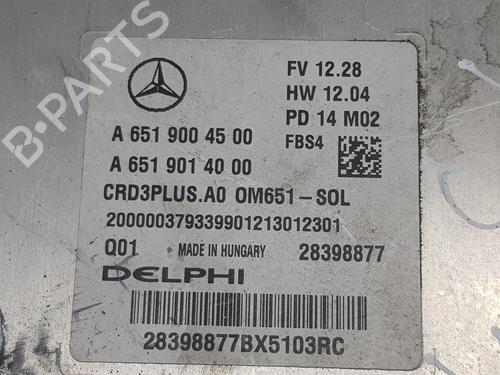 FV 12.28
HW 12.04
PD 14 M02
A 651 900 45 00
FBS4
A 651 901 40 00
CRD3PLUS.A0 OM651-SOL
200000379339901213012301
Q01 MADE IN HUNGARY 28398877
DELPHI
28398877BX5103RC
B-PARTS